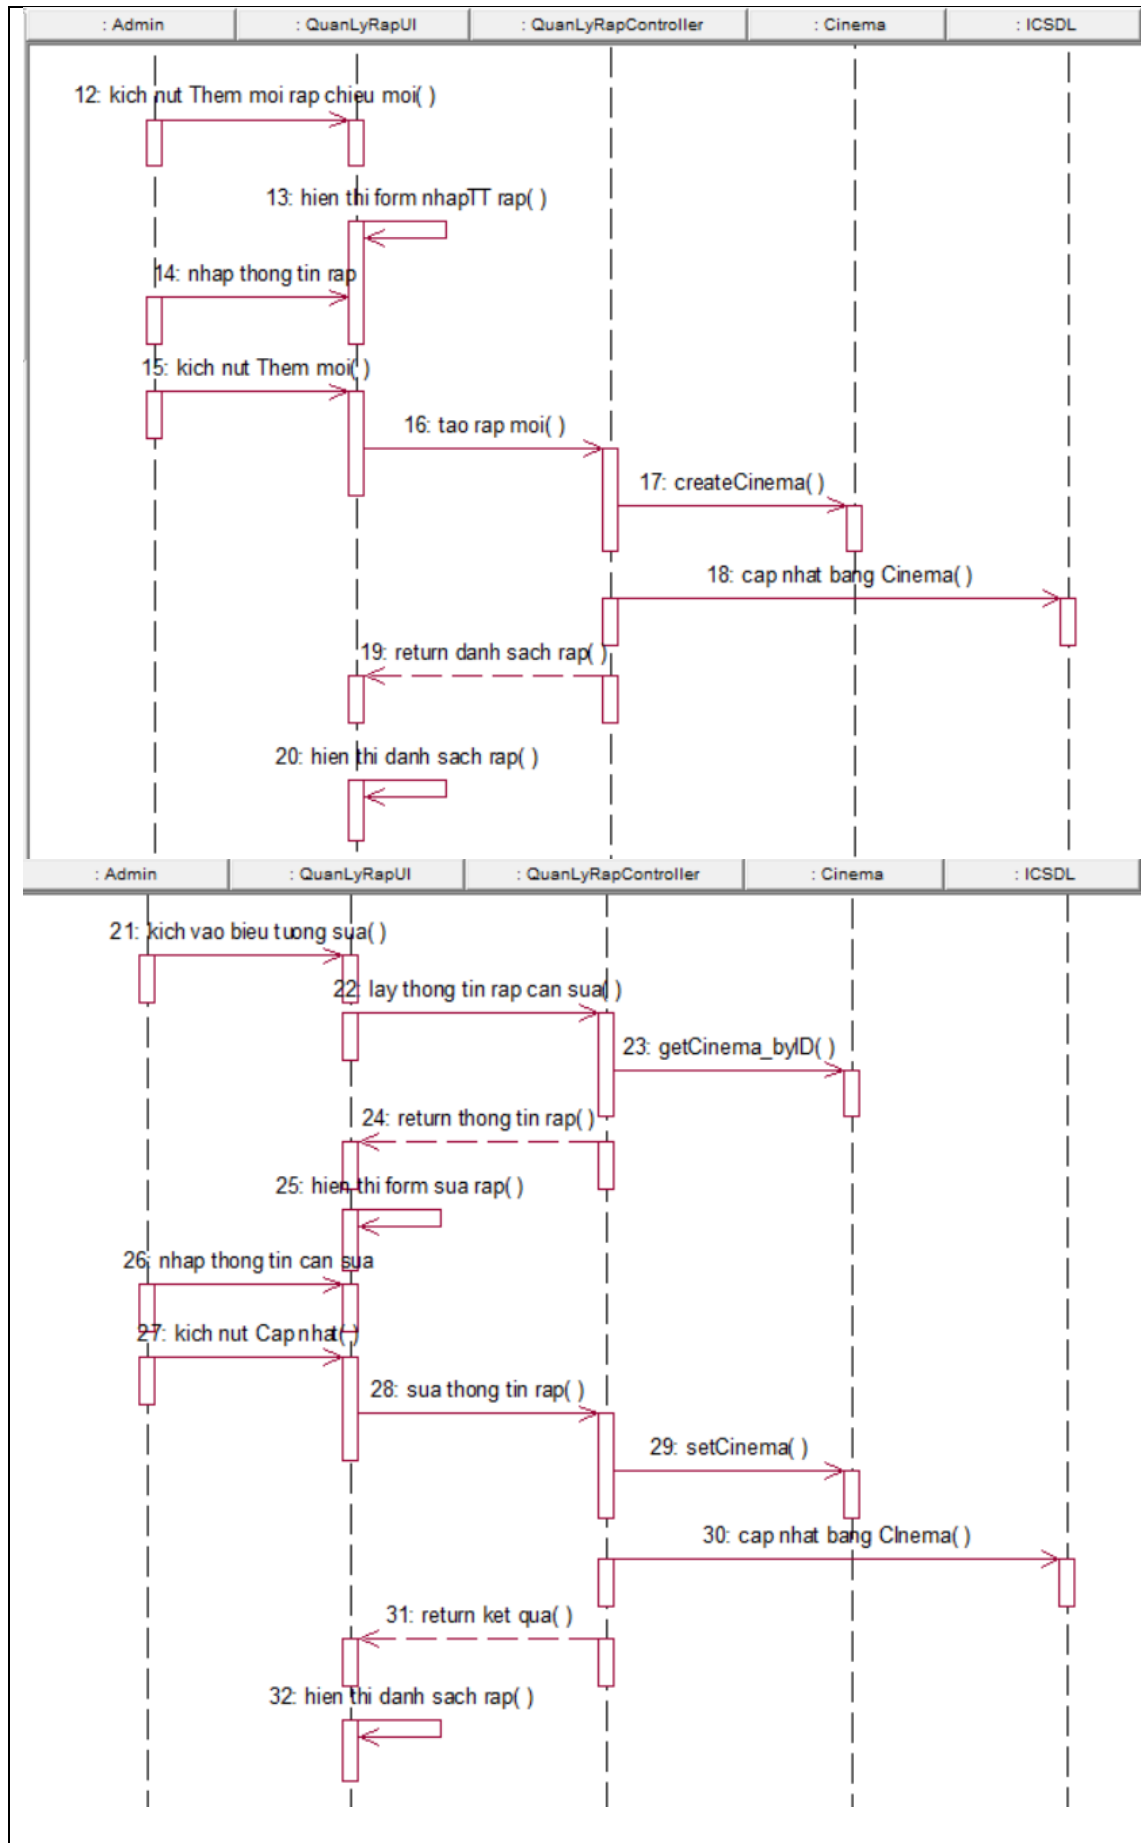 : Admin
: QuanLyRapUI
: QuanLyRapController
: Cinema
: ICSDL
12: kich nut Them moi rap chieu moi( )
13: hien thi form nhapTT rap( )
14: nhap thong tin rap
15: kich nut Them moi( )
16: tao rap moi( )
17: createCinema( )
18: cap nhat bang Cinema( )
19: return danh sach rap( )
20: hien thi danh sach rap( )
: Admin
: QuanLyRapUI
: QuanLyRapController
: Cinema
: ICSDL
21: kich vao bieu tuong sua( )
22: lay thong tin rap can sua( )
23: getCinema_byID( )
24: return thong tin rap( )
25: hien thi form sua rap( )
26: nhap thong tin can sua
27: kich nut Cap nhat( )
28: sua thong tin rap( )
29: setCinema( )
30: cap nhat bang CInema( )
31: return ket qua( )
32: hien thi danh sach rap( )